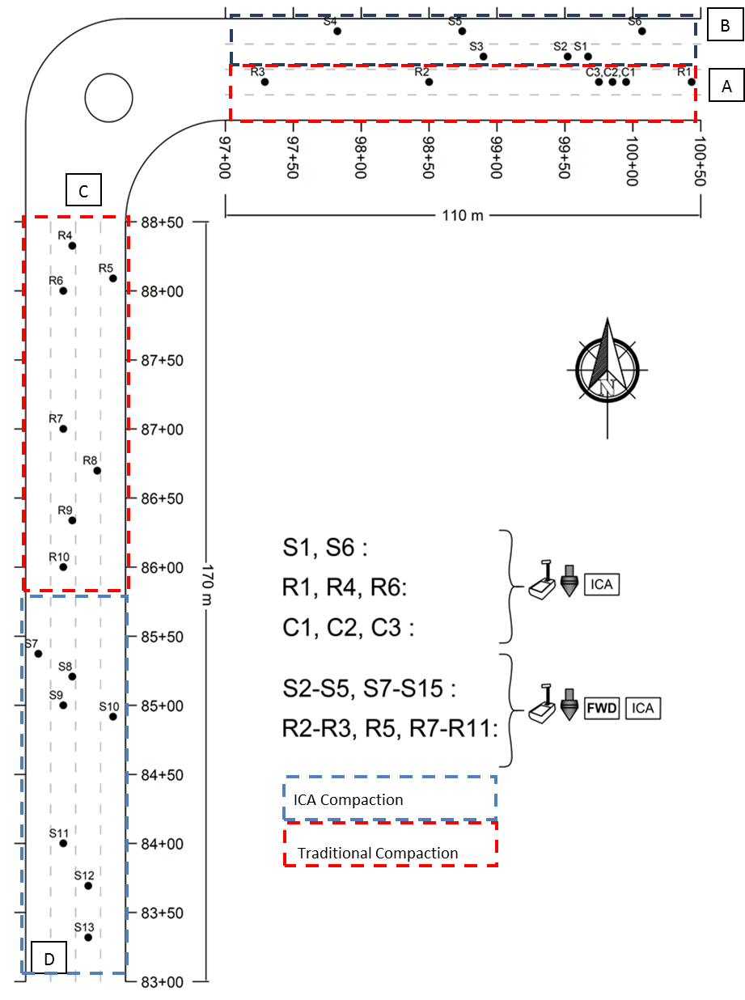 S4
S5
S6
B
S3
S2
S1
R3
R2
C3,C2,C1
R1
A
97+00
97+50
98+00
98+50
99+00
99+50
100+00
100+50
110 m
C
88+50
R4
R5
R6
88+00
87+50
R7
87+00
R8
86+50
R9
R10
86+00
170 m
N
S1, S6 :
R1, R4, R6:
C1, C2, C3 :
ICA
S7
85+50
S8
S9
85+00
S10
S2-S5, S7-S15 :
R2-R3, R5, R7-R11:
FWD
ICA
84+50
ICA Compaction
Traditional Compaction
S11
84+00
S12
83+50
S13
D
83+00